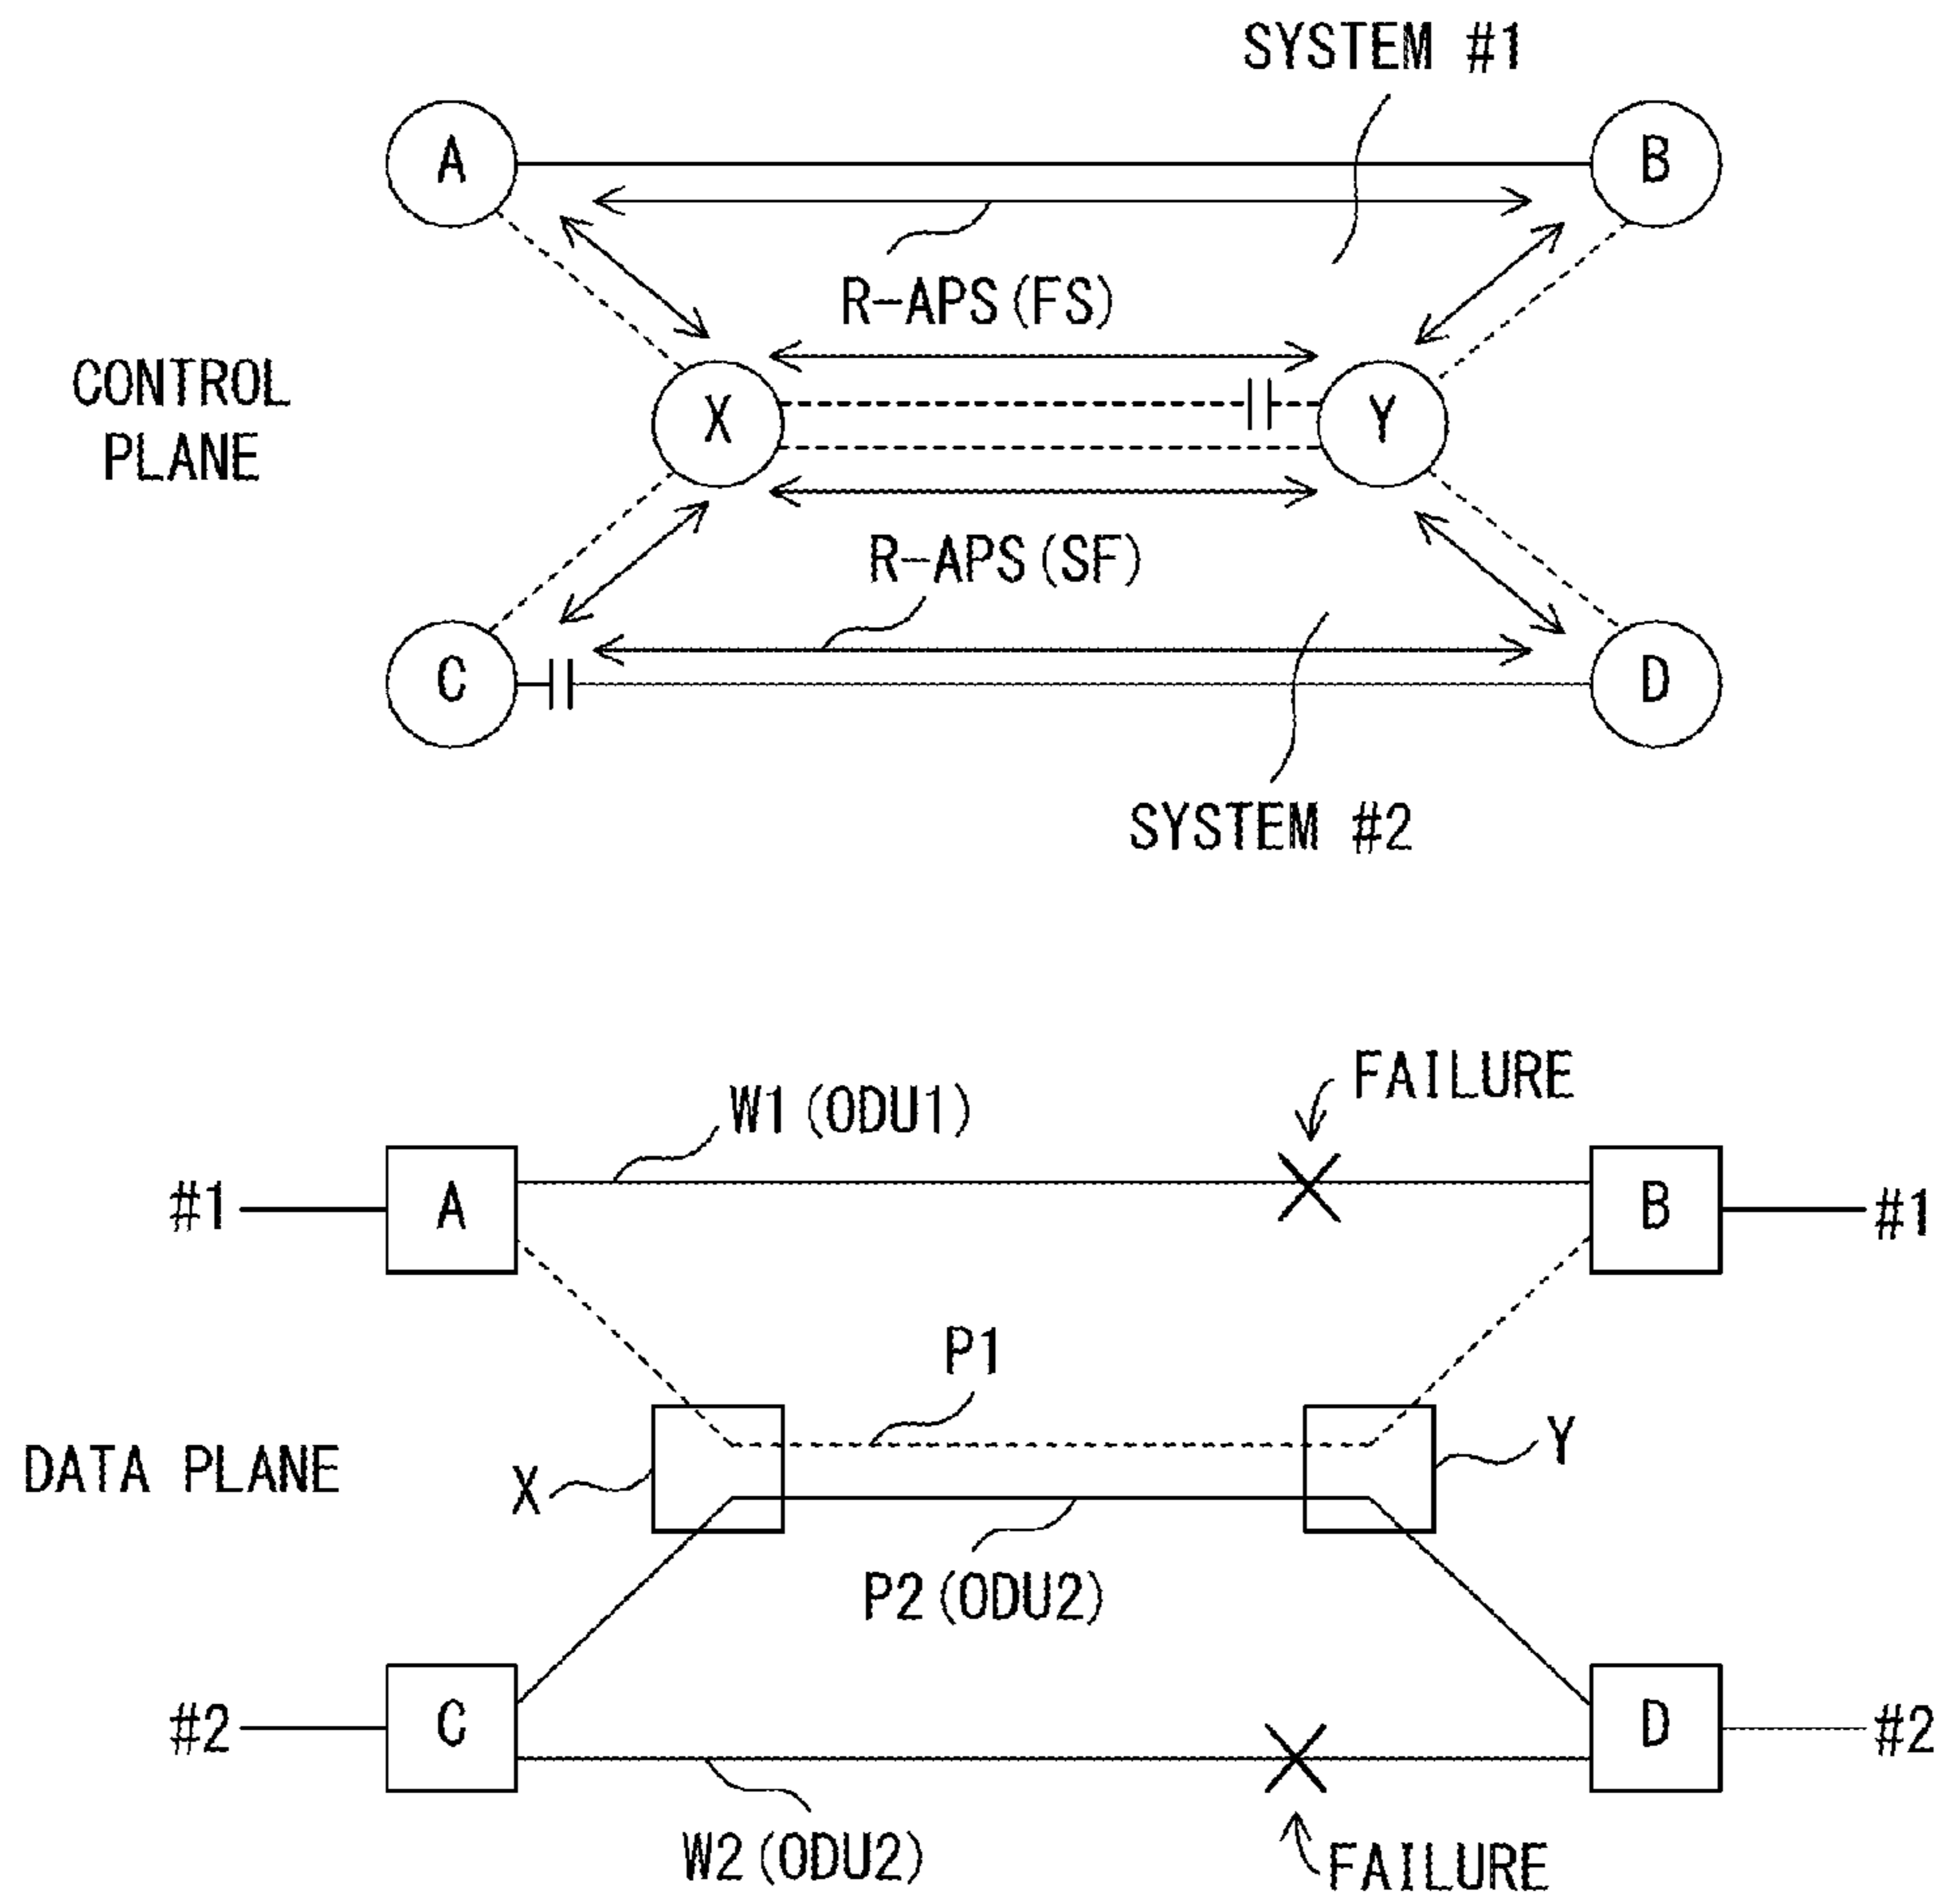 SYSTEM #1
A
B
R-APS(FS)
CONTROL
PLANE
X
Y
R-APS(SF)
C
D
SYSTEM #2
FAILURE
W1(ODU1)
#1
A
B
#1
P1
DATA PLANE
X
Y
P2(ODU2)
#2
C
D
#2
W2(ODU2)
FAILURE